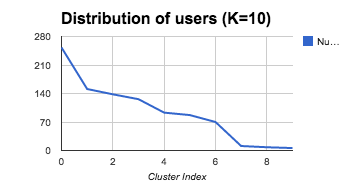 Distribution of users (K=10)
280
210
140
70
0
Nu...
0 2 4 6 8
Cluster Index